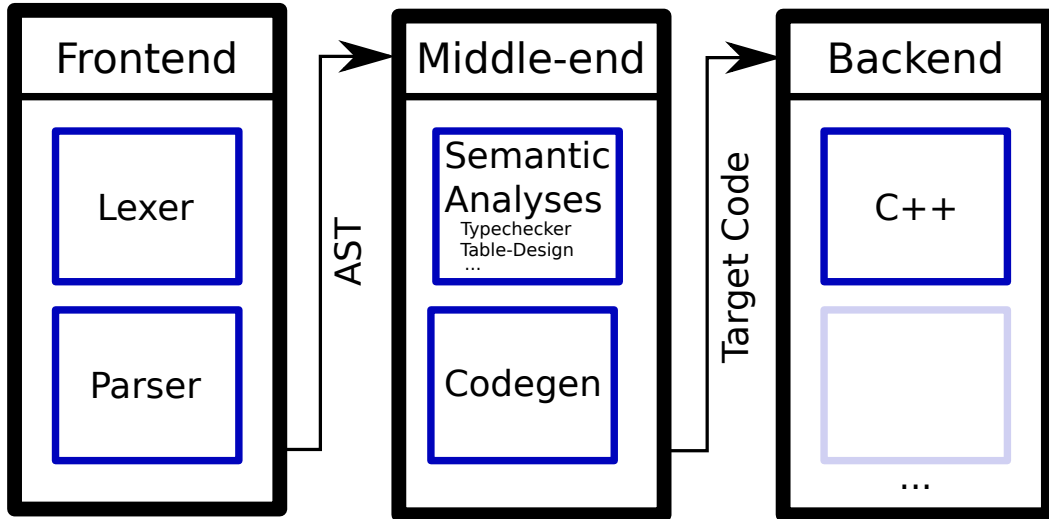 Frontend
Lexer
Parser
AST
Middle-end
Semantic
Analyses
Typechecker
Table-Design
...
Codegen
Target Code
Backend
C++
...